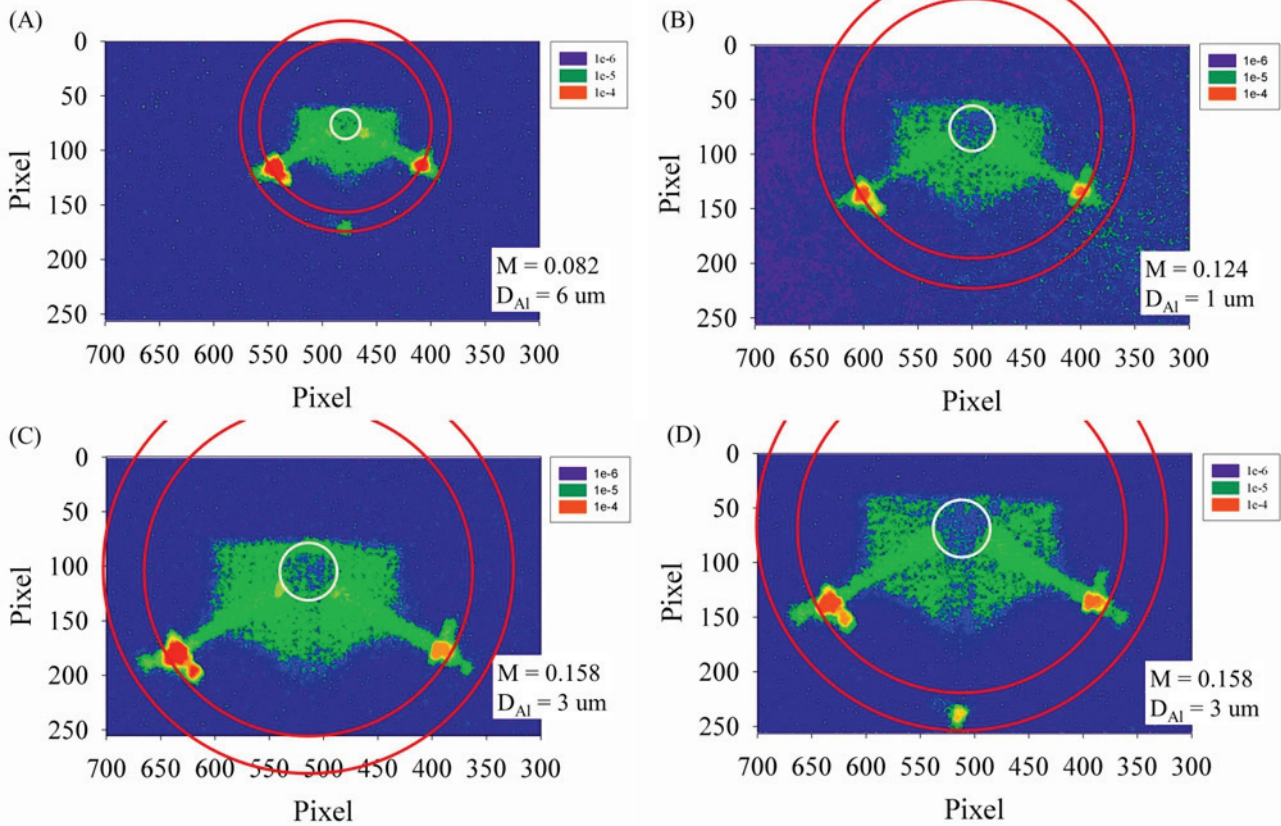 (A)
0
50
100
150
200
250
Pixel
700 650 600 550 500 450 400 350 300
Pixel
1e-6
1e-5
1e-4
M = 0.082
D_Al = 6 um
(B)
0
50
100
150
200
250
Pixel
700 650 600 550 500 450 400 350 300
Pixel
1e-6
1e-5
1e-4
M = 0.124
D_Al = 1 um
(C)
0
50
100
150
200
250
Pixel
700 650 600 550 500 450 400 350 300
Pixel
1e-6
1e-5
1e-4
M = 0.158
D_Al = 3 um
(D)
0
50
100
150
200
250
Pixel
700 650 600 550 500 450 400 350 300
Pixel
1e-6
1e-5
1e-4
M = 0.158
D_Al = 3 um